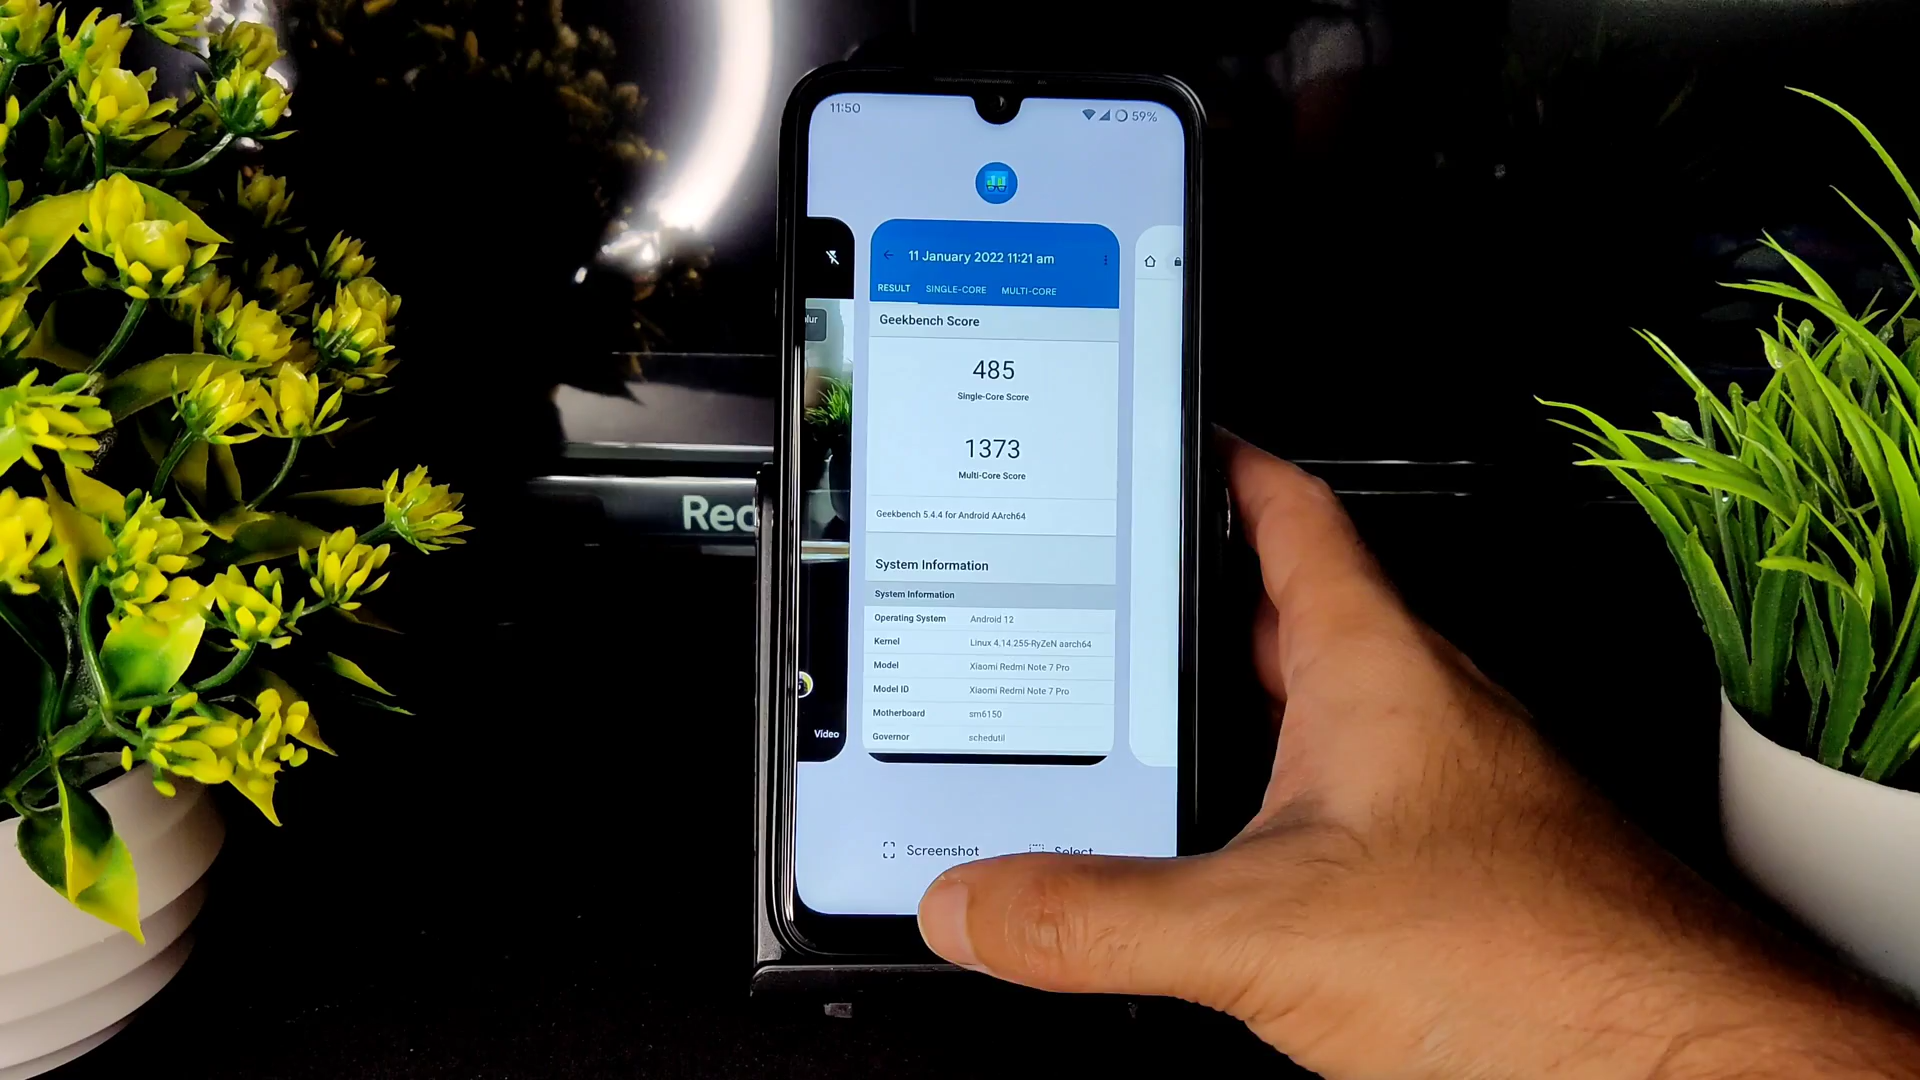 11:50
59%
11 January 2022 11:21 am
RESULT SINGLE-CORE MULTI-CORE
Geekbench Score
485
Single-Core Score
1373
Multi-Core Score
Geekbench 5.4.4 for Android AArch64
System Information
System Information
Operating System Android 12
Kernel Linux 4.14.255-RyZeN aarch64
Model Xiaomi Redmi Note 7 Pro
Model ID Xiaomi Redmi Note 7 Pro
Motherboard sm6150
Governor schedutil
Video
Screenshot Select